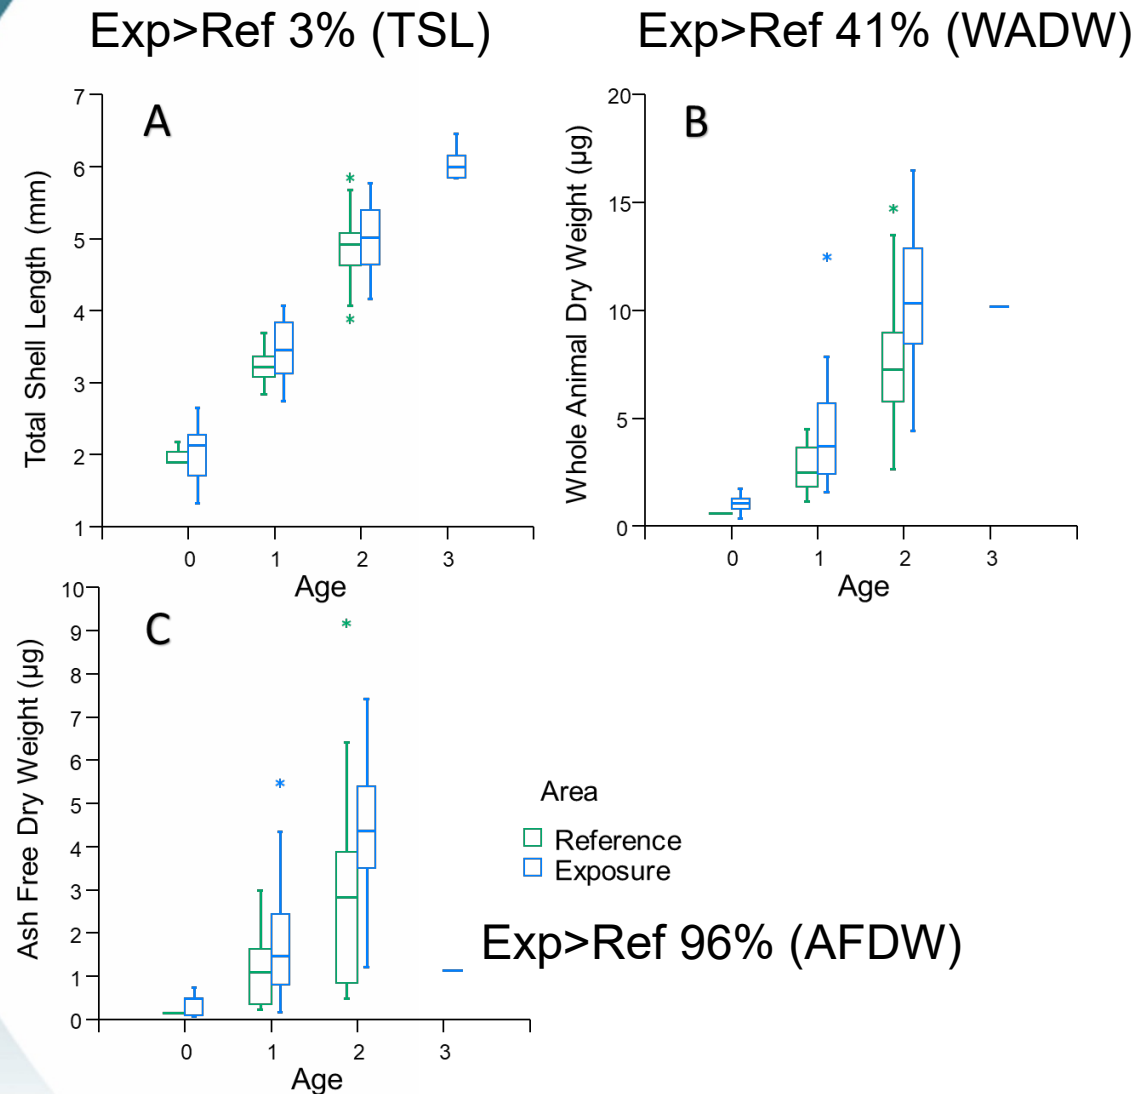 Exp>Ref 3% (TSL)
Exp>Ref 41% (WADW)
A
Total Shell Length (mm)
7
6
5
4
3
2
1
0 1 2 3
Age
B
Whole Animal Dry Weight (µg)
20
15
10
5
0
0 1 2 3
Age
C
Ash Free Dry Weight (µg)
10
9
8
7
6
5
4
3
2
1
0
0 1 2 3
Age
Area
Reference
Exposure
Exp>Ref 96% (AFDW)